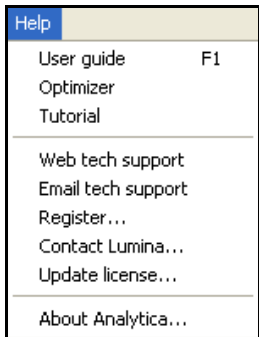 Help
User guide F1
Optimizer
Tutorial
Web tech support
Email tech support
Register...
Contact Lumina...
Update license...
About Analytica...